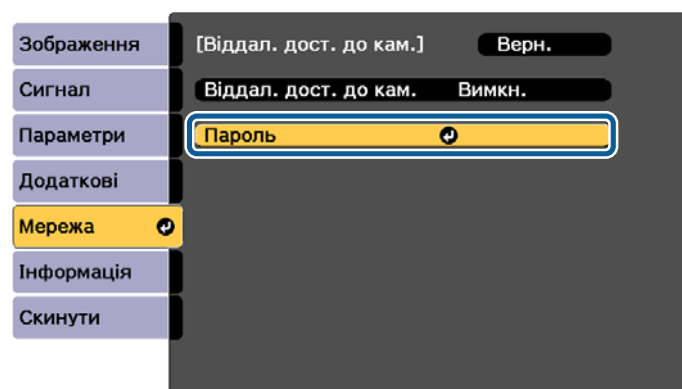 Зображення
Сигнал
Параметри
Додаткові
Мережа
Інформація
Скинути
[Віддал. дост. до кам.] Верн.
Віддал. дост. до кам. Вимкн.
Пароль